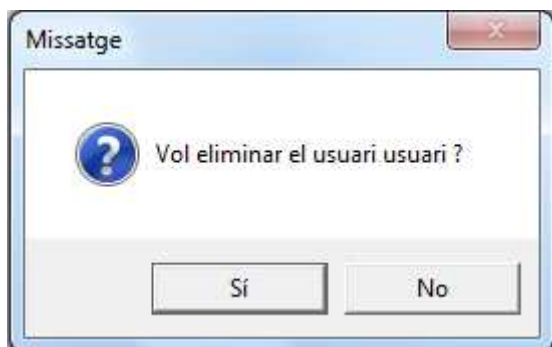 Missatge
Vol eliminar el usuari usuari ?
Sí
No